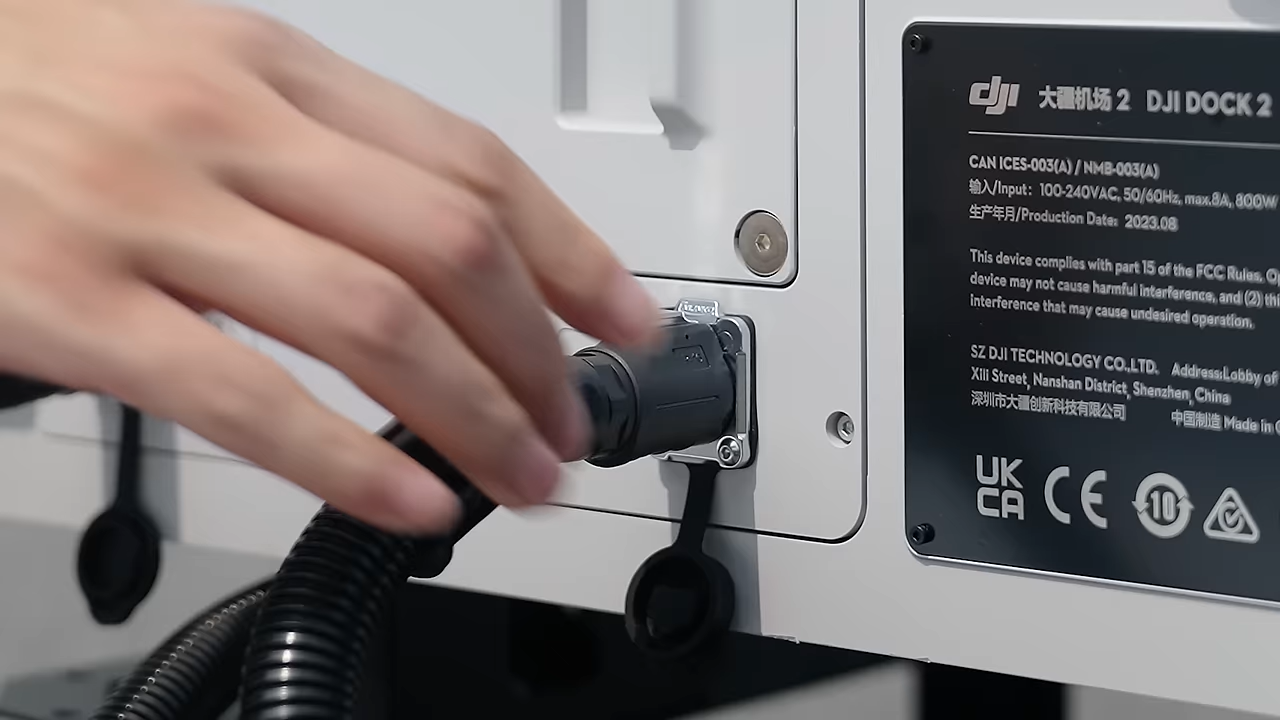 dji 大疆机场 2 DJI DOCK 2
CAN ICES-003(A) / NMB-003(A)
输入/Input: 100-240VAC, 50/60Hz, max.8A, 800W
生产年月/Production Date: 2023.08
This device complies with part 15 of the FCC Rules.
device may not cause harmful interference, and (2)
interference that may cause undesired operation.
SZ DJI TECHNOLOGY CO.,LTD. Address:Lobby of
Xili Street, Nanshan District, Shenzhen, China
深圳市大疆创新科技有限公司 中国制造 Made in
UK
CA
CE
10